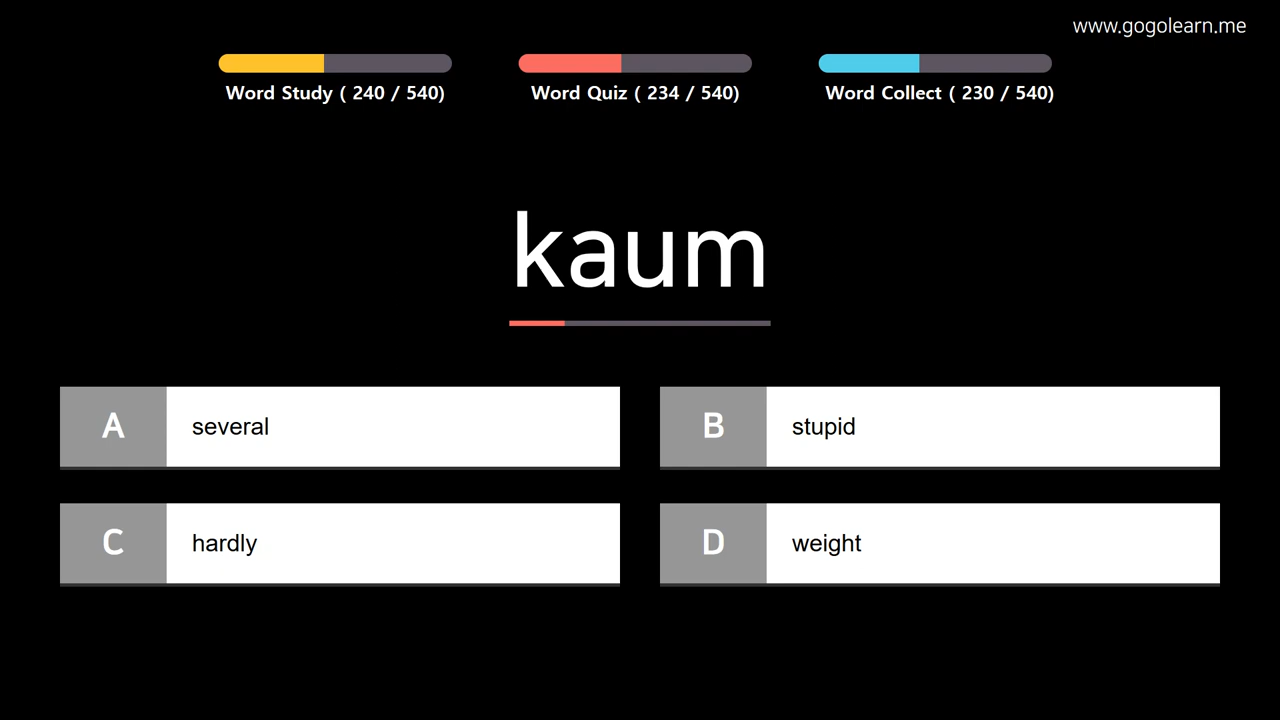 www.gogolearn.me
Word Study ( 240 / 540)
Word Quiz ( 234 / 540)
Word Collect ( 230 / 540)
kaum
A several
B stupid
C hardly
D weight